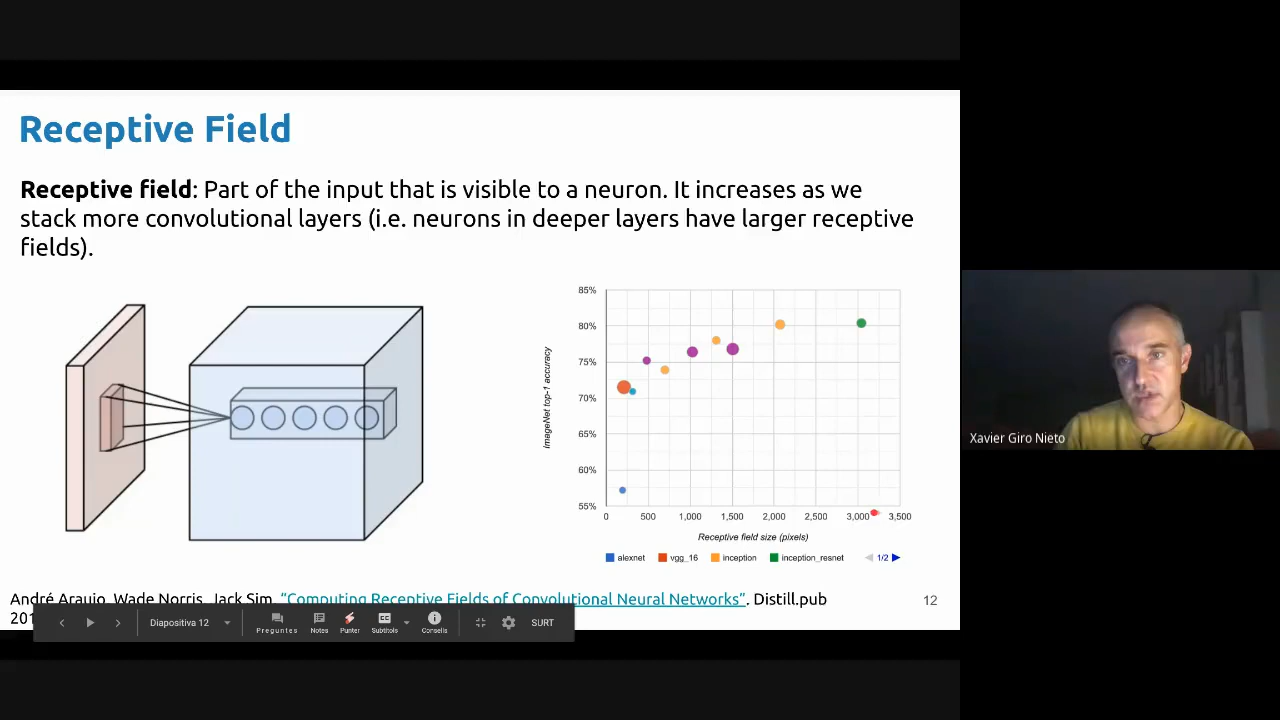 Receptive Field
Receptive field: Part of the input that is visible to a neuron. It increases as we
stack more convolutional layers (i.e. neurons in deeper layers have larger receptive
fields).
85%
80%
75%
70%
65%
60%
55%
ImageNet top-1 accuracy
0 500 1,000 1,500 2,000 2,500 3,000 3,500
Receptive field size (pixels)
alexnet vgg_16 inception inception_resnet 1/2
André Araujo, Wade Norris, Jack Sim, “Computing Receptive Fields of Convolutional Neural Networks”. Distill.pub
201
12
Diapositiva 12 Preguntes Notes Punter Subtítols Consells SURT
Xavier Giro Nieto